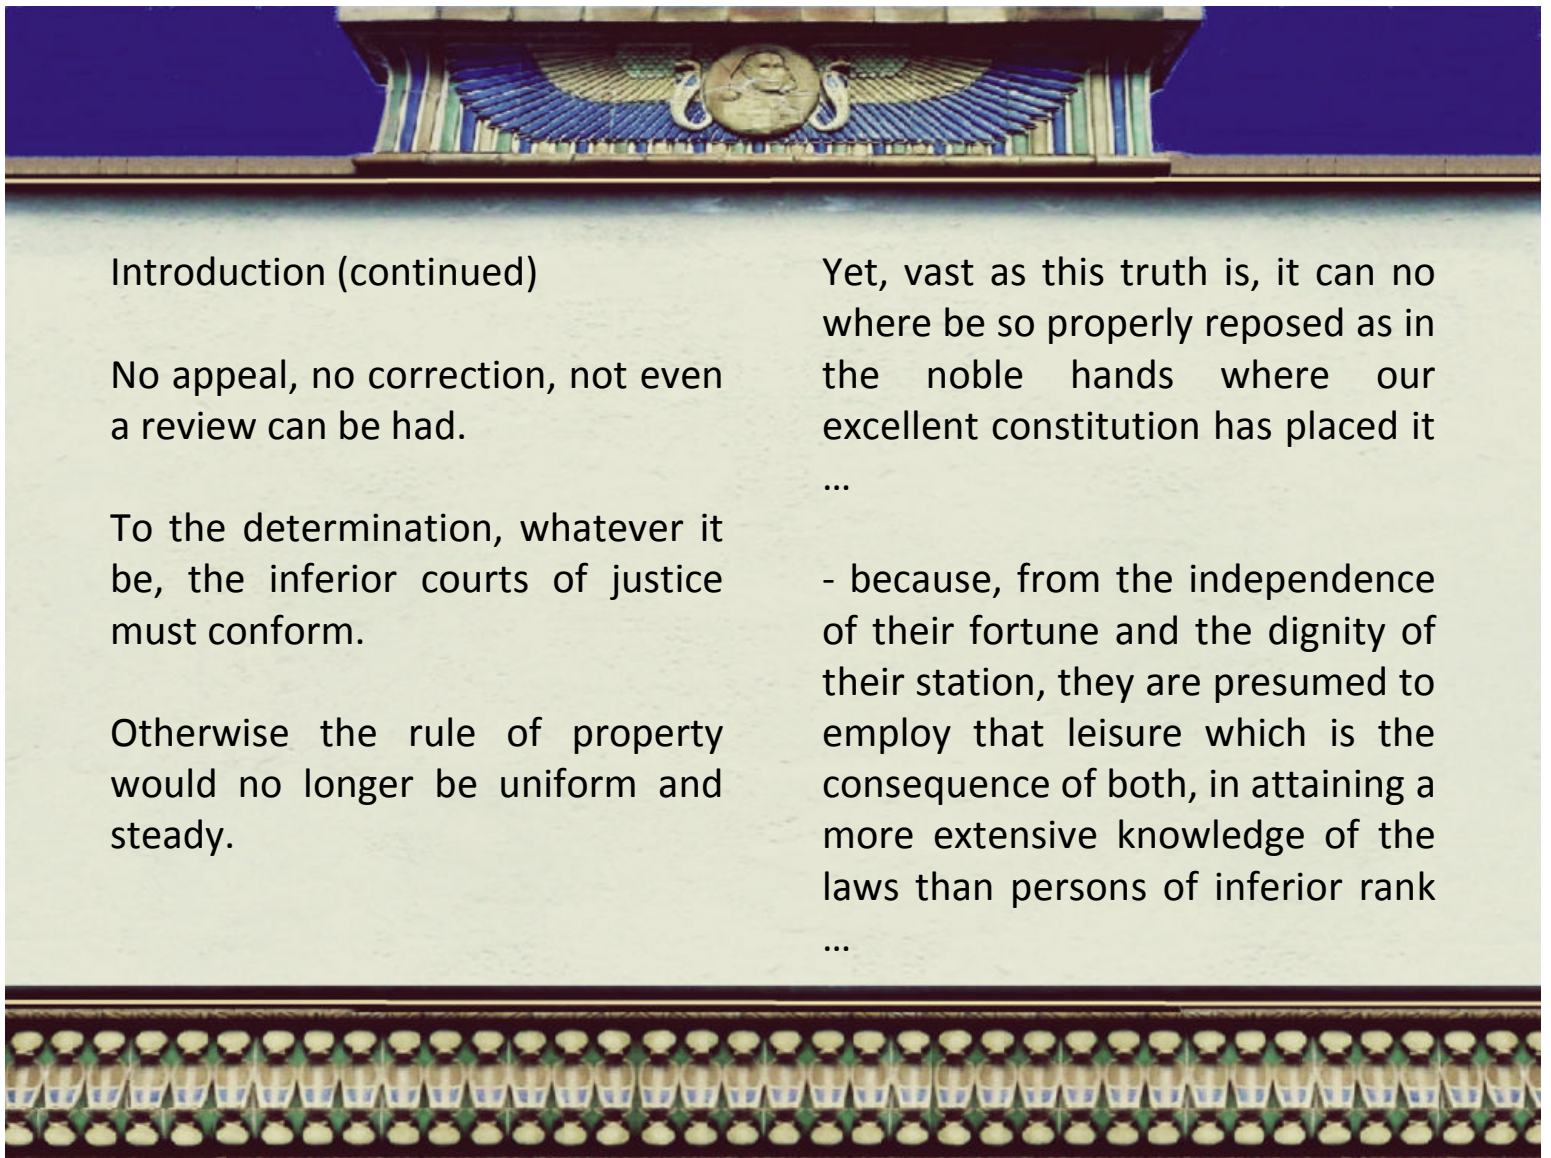 Introduction (continued)
No appeal, no correction, not even
a review can be had.
To the determination, whatever it
be, the inferior courts of justice
must conform.
Otherwise the rule of property
would no longer be uniform and
steady.
Yet, vast as this truth is, it can no
where be so properly reposed as in
the noble hands where our
excellent constitution has placed it
…
- because, from the independence
of their fortune and the dignity of
their station, they are presumed to
employ that leisure which is the
consequence of both, in attaining a
more extensive knowledge of the
laws than persons of inferior rank
…